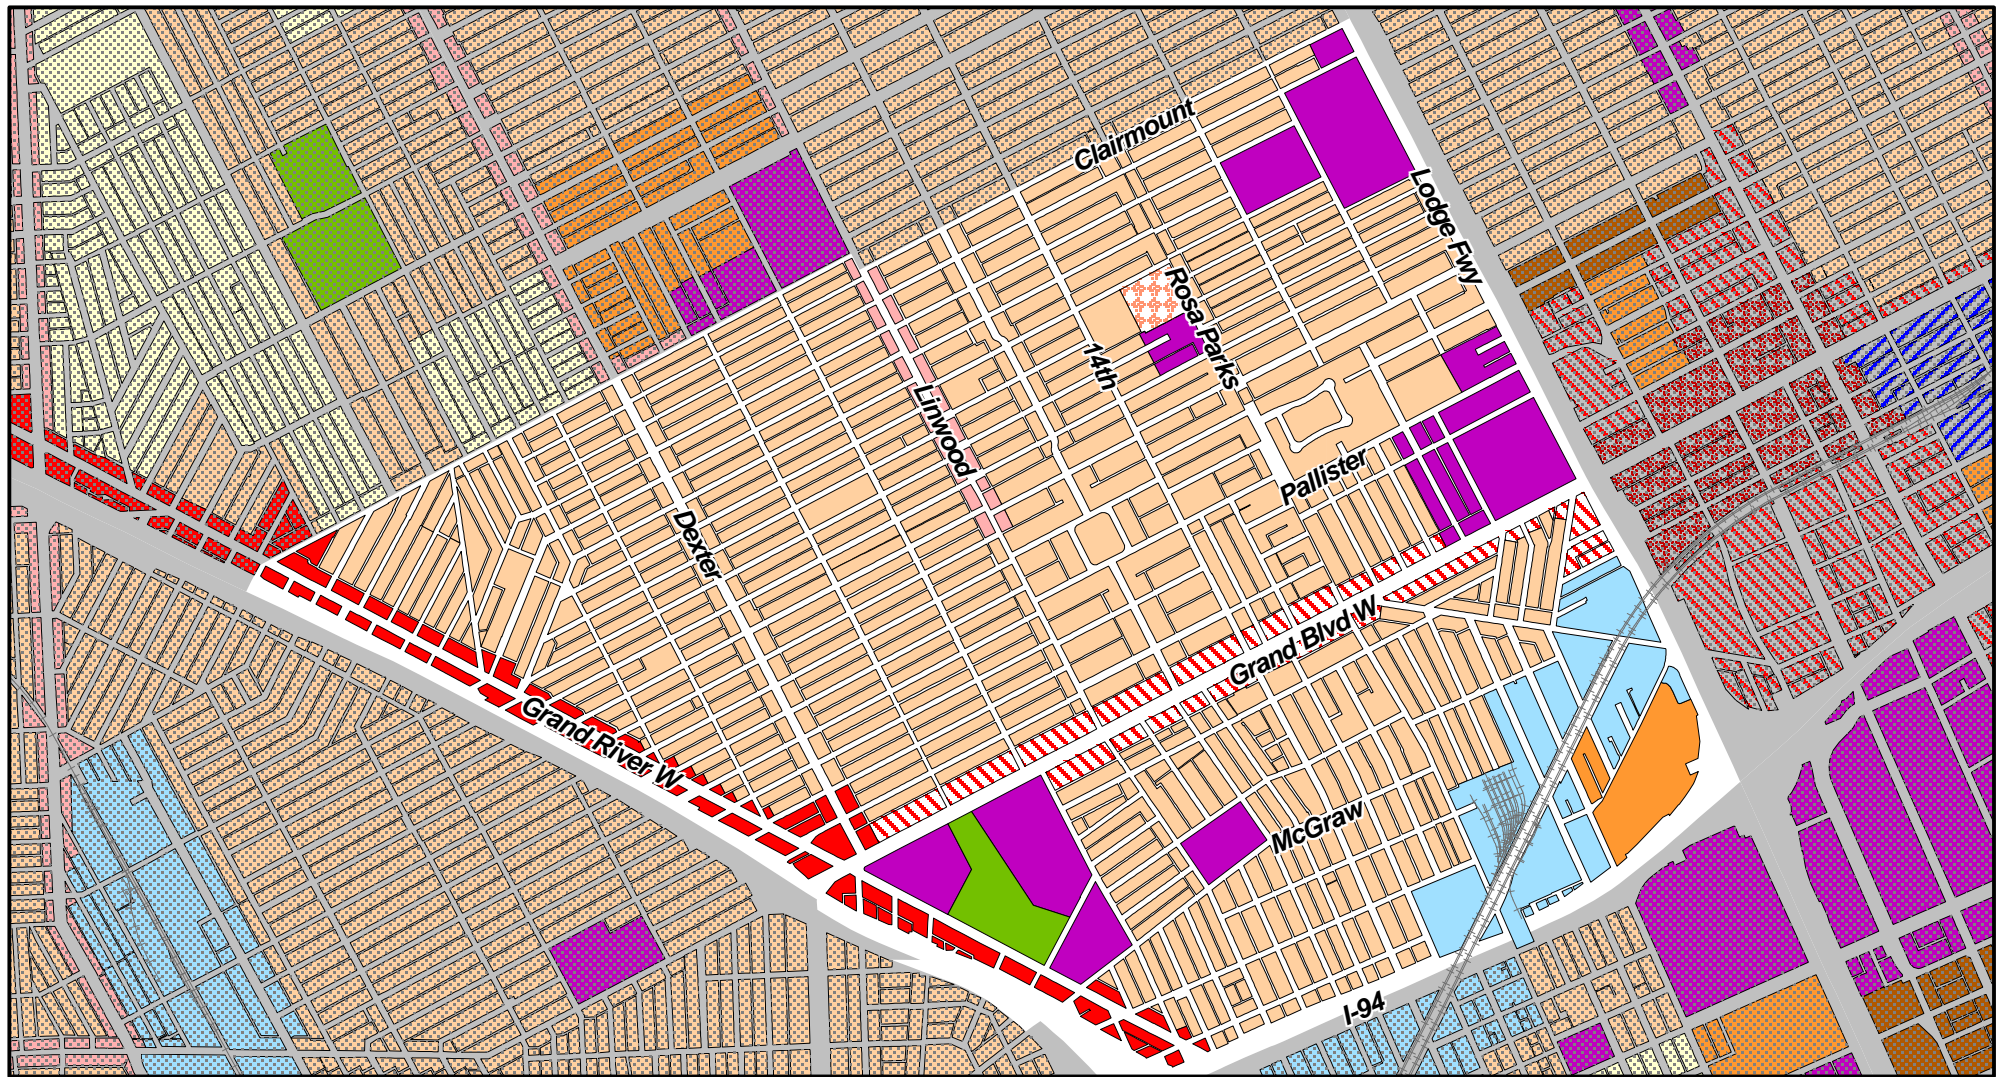 Clairmount
Lodge Fwy
Rosa Parks
14th
Linwood
Pallister
Dexter
Grand Blvd W
Grand River W
McGraw
I-94